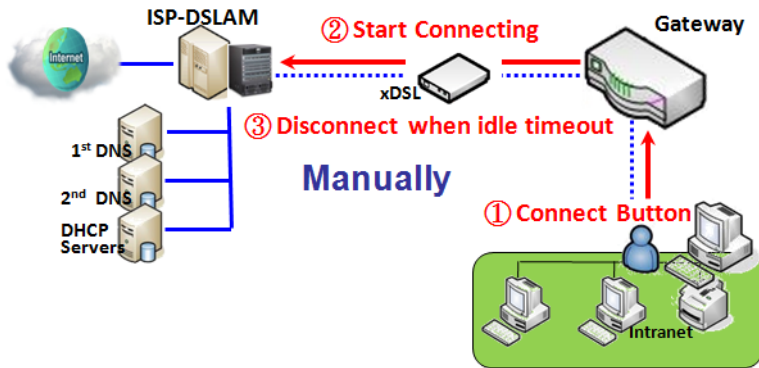 ISP-DSLAM
② Start Connecting
Gateway
Internet
xDSL
③ Disconnect when idle timeout
1st DNS
Manually
2nd DNS
① Connect Button
DHCP
Servers
Intranet